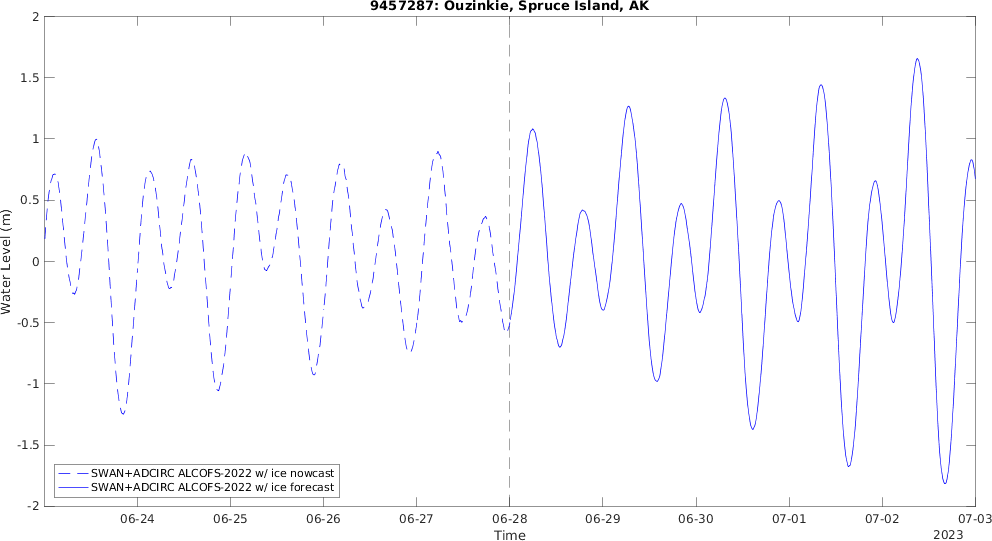 9457287: Ouzinkie, Spruce Island, AK
2
1.5
1
0.5
0
-0.5
-1
-1.5
-2
Water Level (m)
SWAN+ADCIRC ALCOFS-2022 w/ ice nowcast
SWAN+ADCIRC ALCOFS-2022 w/ ice forecast
06-24 06-25 06-26 06-27 06-28 06-29 06-30 07-01 07-02 07-03
Time
2023